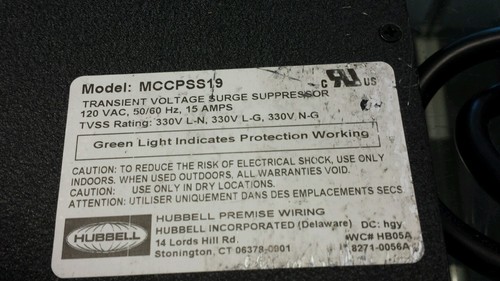 Model: MCCPSS19
C UR US
TRANSIENT VOLTAGE SURGE SUPPRESSOR
120 VAC, 50/60 Hz, 15 AMPS
TVSS Rating: 330V L-N, 330V L-G, 330V N-G
Green Light Indicates Protection Working
CAUTION: TO REDUCE THE RISK OF ELECTRICAL SHOCK, USE ONLY
INDOORS. WHEN USED OUTDOORS, ALL WARRANTIES VOID.
CAUTION: USE ONLY IN DRY LOCATIONS.
ATTENTION: UTILISER UNIQUEMENT DANS DES EMPLACEMENTS SECS
HUBBELL
HUBBELL PREMISE WIRING
HUBBELL INCORPORATED (Delaware) DC: hgy
14 Lords Hill Rd. WC# HB05A
Stonington, CT 06378-0901 8271-0056A